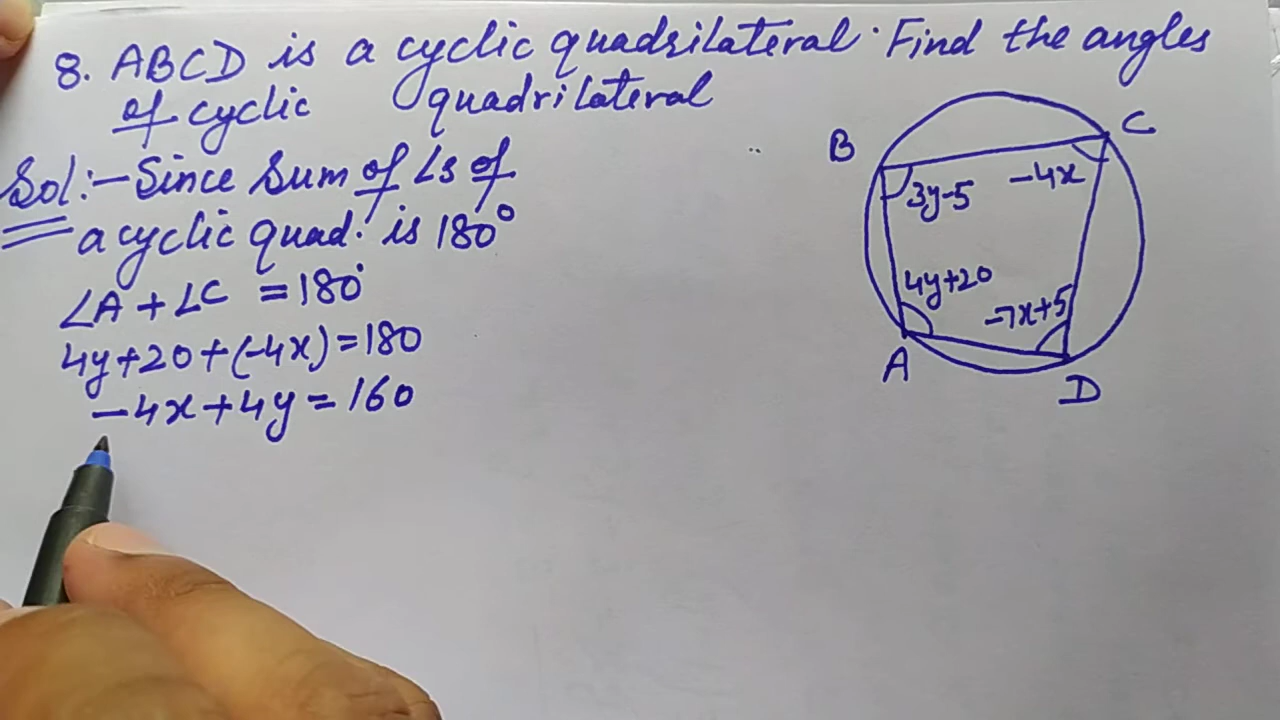 8. ABCD is a cyclic quadrilateral. Find the angles
of cyclic quadrilateral
Sol:- Since Sum of ∠s of
a cyclic quad. is 180°
∠A + ∠C = 180°
4y+20+(-4x)=180
-4x+4y=160
B
C
3y-5
-4x
4y+20
-7x+5
A
D